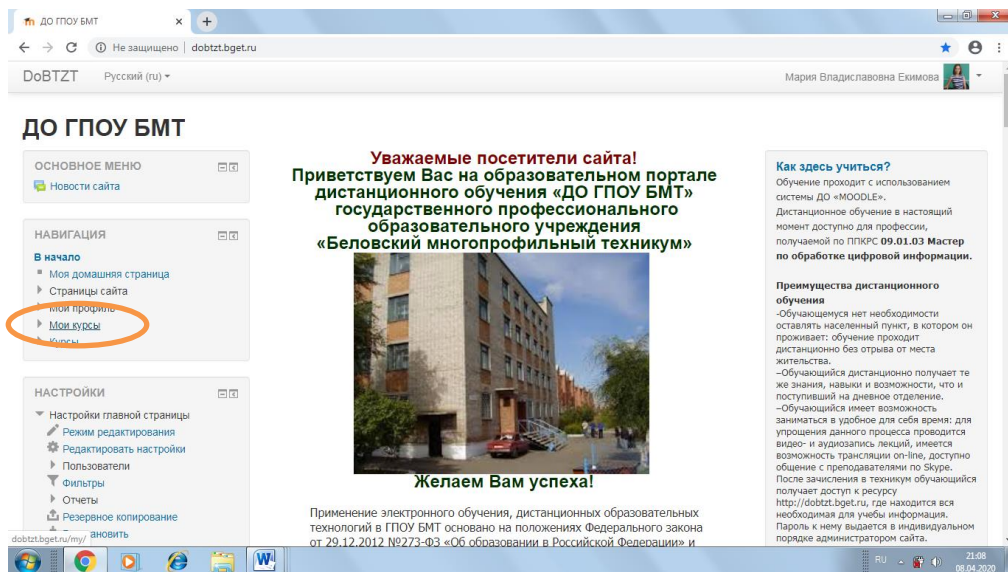 ДО ГПОУ БМТ
Не защищено | dobtzt.bget.ru
DoBTZT
Русский (ru)
Мария Владиславовна Екимова
ДО ГПОУ БМТ
ОСНОВНОЕ МЕНЮ
Новости сайта
НАВИГАЦИЯ
В начало
Моя домашняя страница
Страницы сайта
Мой профиль
Мои курсы
Курсы
НАСТРОЙКИ
Настройки главной страницы
Режим редактирования
Редактировать настройки
Пользователи
Фильтры
Отчеты
Резервное копирование
ановить
dobtzt.bget.ru/my/
Уважаемые посетители сайта!
Приветствуем Вас на образовательном портале
дистанционного обучения «ДО ГПОУ БМТ»
государственного профессионального
образовательного учреждения
«Беловский многопрофильный техникум»
Желаем Вам успеха!
Применение электронного обучения, дистанционных образовательных
технологий в ГПОУ БМТ основано на положениях Федерального закона
от 29.12.2012 №273-ФЗ «Об образовании в Российской Федерации» и
Как здесь учиться?
Обучение проходит с использованием
системы ДО «MOODLE».
Дистанционное обучение в настоящий
момент доступно для профессии,
получаемой по ППКРС 09.01.03 Мастер
по обработке цифровой информации.
Преимущества дистанционного
обучения
-Обучающемуся нет необходимости
оставлять населенный пункт, в котором он
проживает: обучение проходит
дистанционно без отрыва от места
жительства.
–Обучающийся дистанционно получает те
же знания, навыки и возможности, что и
поступивший на дневное отделение.
–Обучающийся имеет возможность
заниматься в удобное для себя время: для
упрощения данного процесса проводится
видео- и аудиозапись лекций, имеется
возможность трансляции on-line, доступно
общение с преподавателями по Skype.
После зачисления в техникум обучающийся
получает доступ к ресурсу
http://dobtzt.bget.ru, где находится вся
необходимая для учебы информация.
Пароль к нему выдается в индивидуальном
порядке администратором сайта.
RU
21:08
08.04.2020